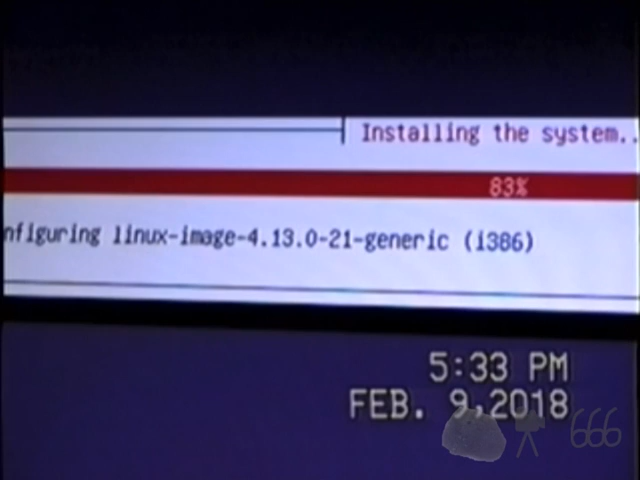 Installing the system..
83%
nfiguring linux-image-4.13.0-21-generic (i386)
5:33 PM
FEB. 9,2018
666